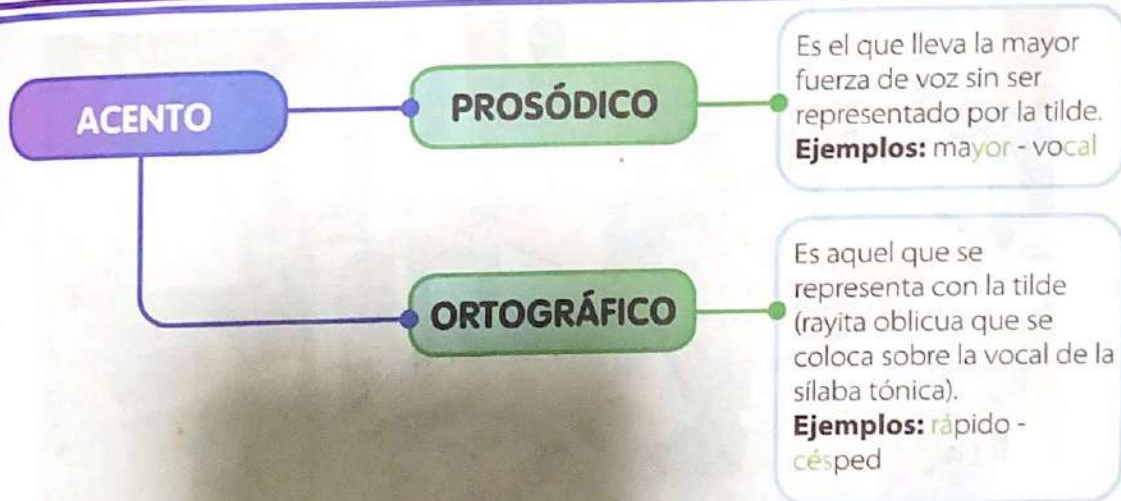 ACENTO
PROSÓDICO
Es el que lleva la mayor
fuerza de voz sin ser
representado por la tilde.
Ejemplos: mayor - vocal
ORTOGRÁFICO
Es aquel que se
representa con la tilde
(rayita oblicua que se
coloca sobre la vocal de la
sílaba tónica).
Ejemplos: rápido -
césped